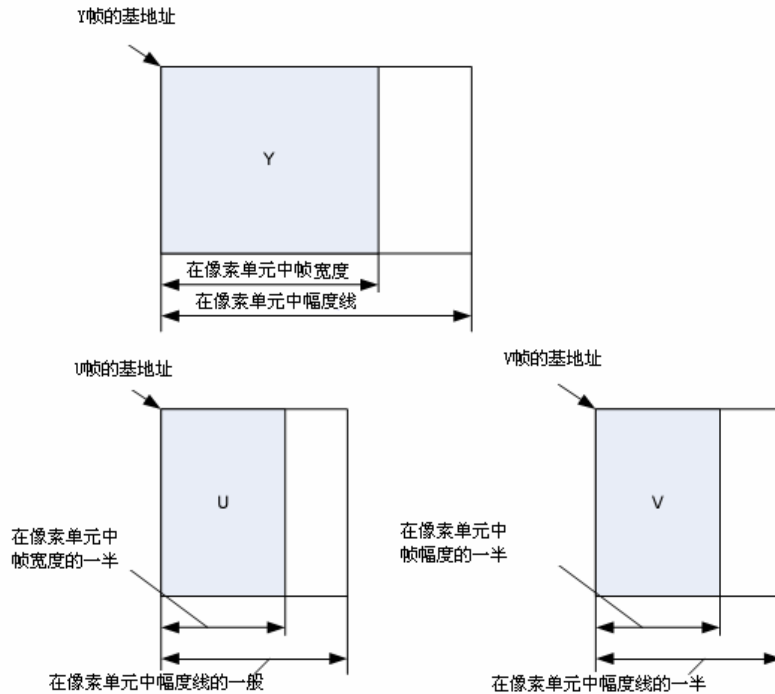 Y帧的基地址
Y
在像素单元中帧宽度
在像素单元中幅度线
U帧的基地址
V帧的基地址
U
V
在像素单元中
帧宽度的一半
在像素单元中
帧幅度的一半
在像素单元中幅度线的一般
在像素单元中幅度线的一半